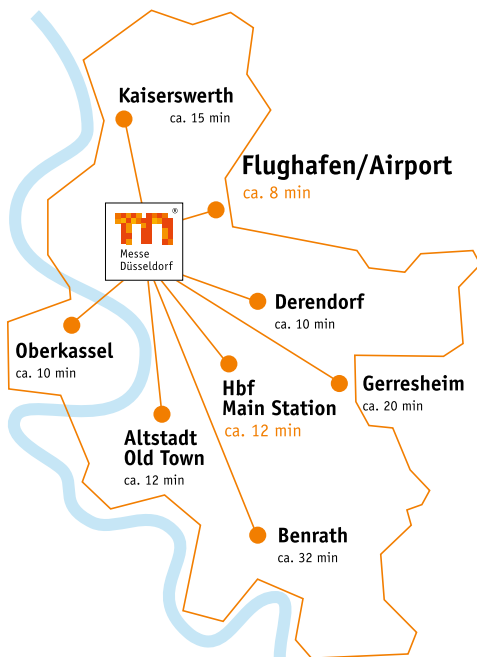 Kaiserswerth
ca. 15 min
Flughafen/Airport
ca. 8 min
®
Messe
Düsseldorf
Derendorf
ca. 10 min
Oberkassel
ca. 10 min
Hbf
Main Station
ca. 12 min
Gerresheim
ca. 20 min
Altstadt
Old Town
ca. 12 min
Benrath
ca. 32 min